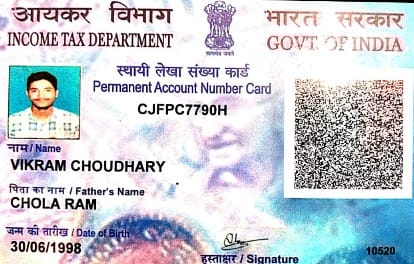 आयकर विभाग
INCOME TAX DEPARTMENT
भारत सरकार
GOVT. OF INDIA
स्थायी लेखा संख्या कार्ड
Permanent Account Number Card
CJFPC7790H
नाम / Name
VIKRAM CHOUDHARY
पिता का नाम / Father's Name
CHOLA RAM
जन्म की तारीख / Date of Birth
30/06/1998
हस्ताक्षर / Signature
10520